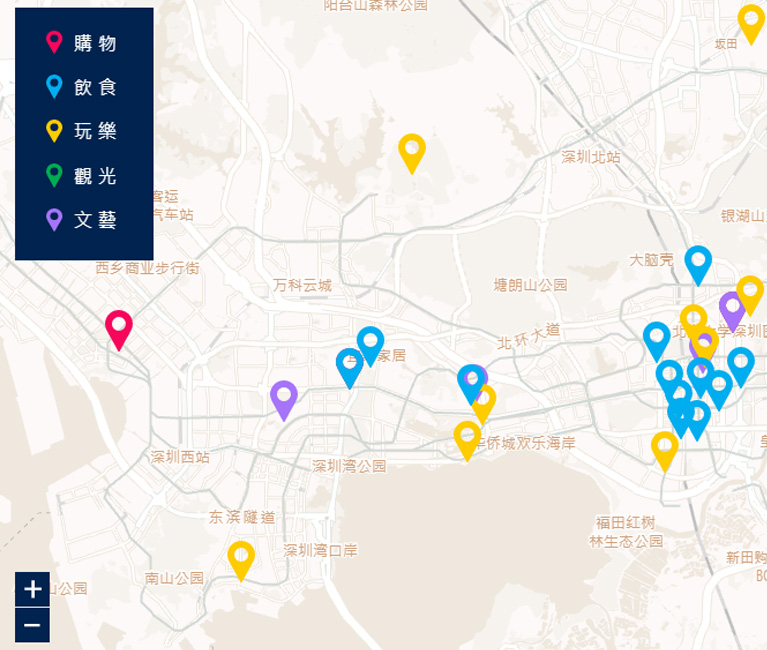 購物
飲食
玩樂
觀光
文藝
阳台山森林公园
坂田
深圳北站
客运
汽车站
银湖山
西乡商业步行街
万科云城
塘朗山公园
大脑壳
北环大道
家居
深圳西站
深圳湾公园
华侨城欢乐海岸
东滨隧道
深圳湾口岸
福田红树
林生态公园
南山公园
山公园
新田购
+
−